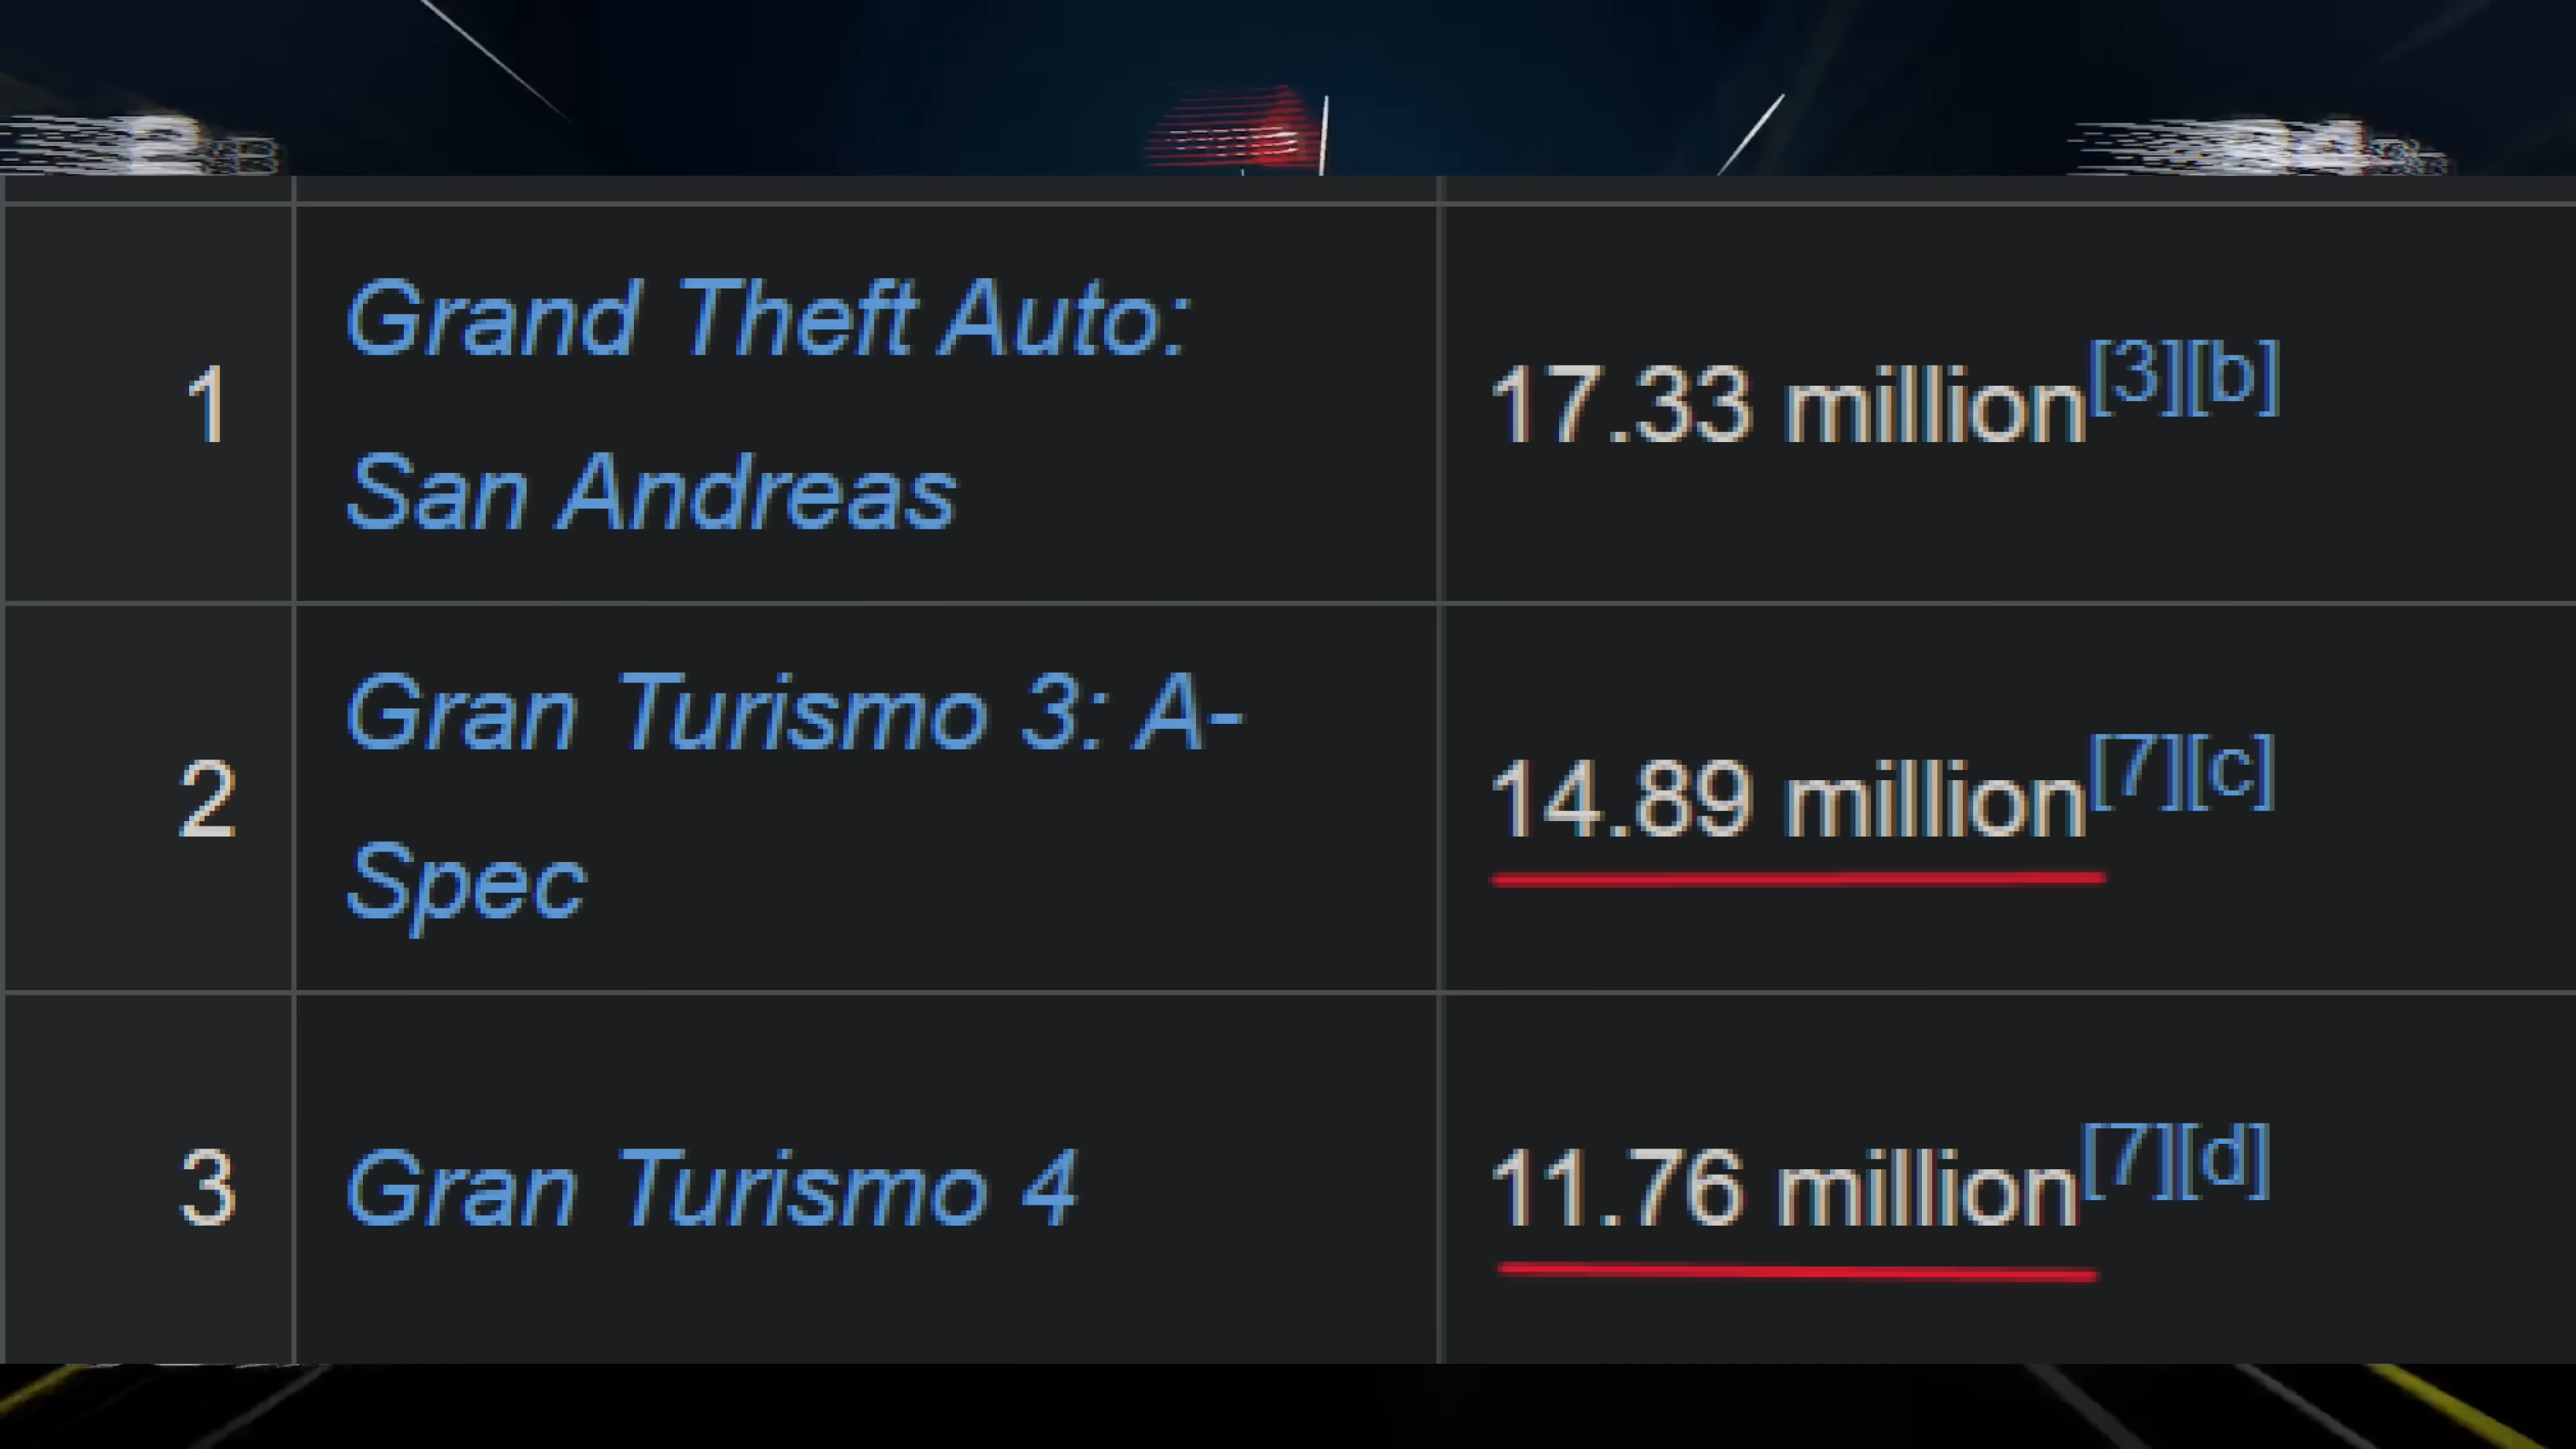 1
Grand Theft Auto:
San Andreas
17.33 million[3][b]
2
Gran Turismo 3: A-
Spec
14.89 million[7][c]
3
Gran Turismo 4
11.76 million[7][d]